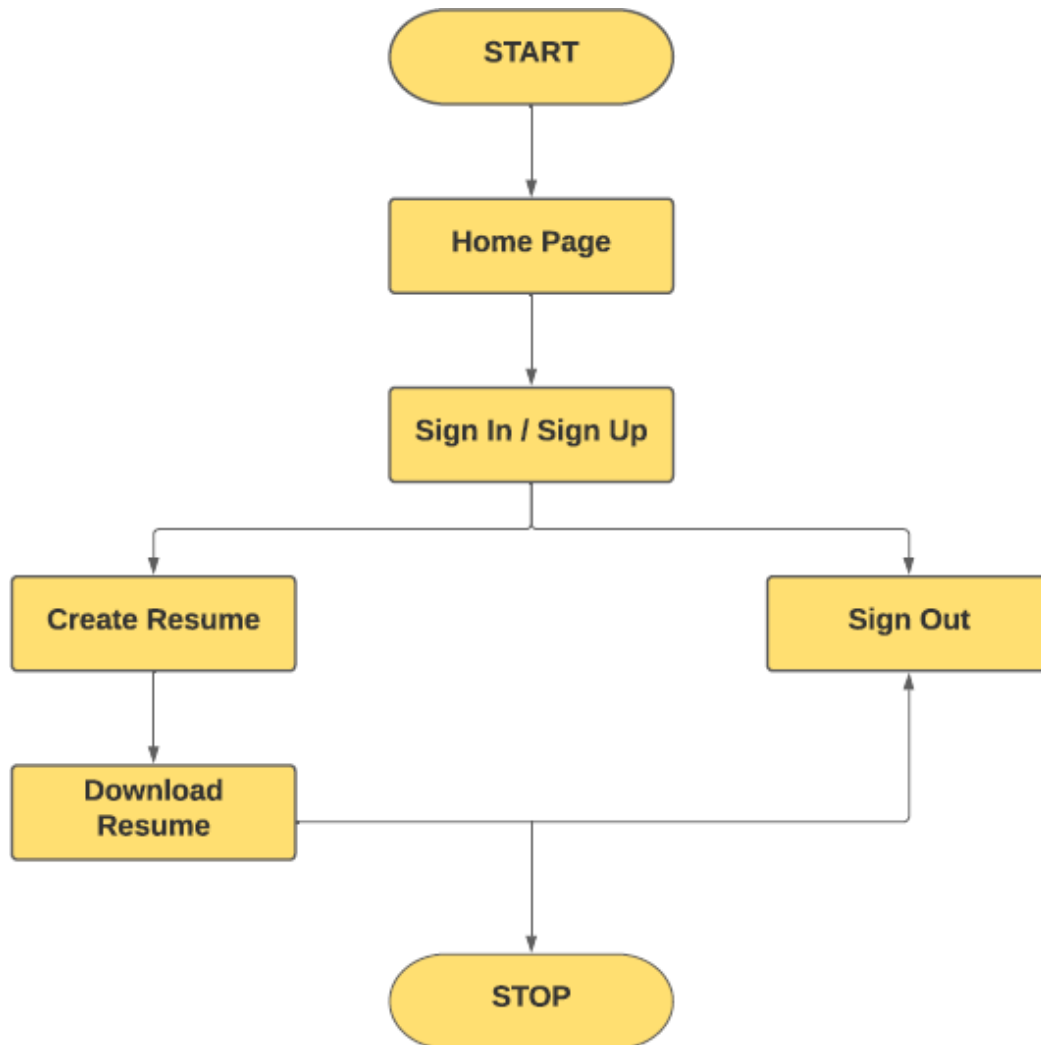 START
Home Page
Sign In / Sign Up
Create Resume
Sign Out
Download
Resume
STOP